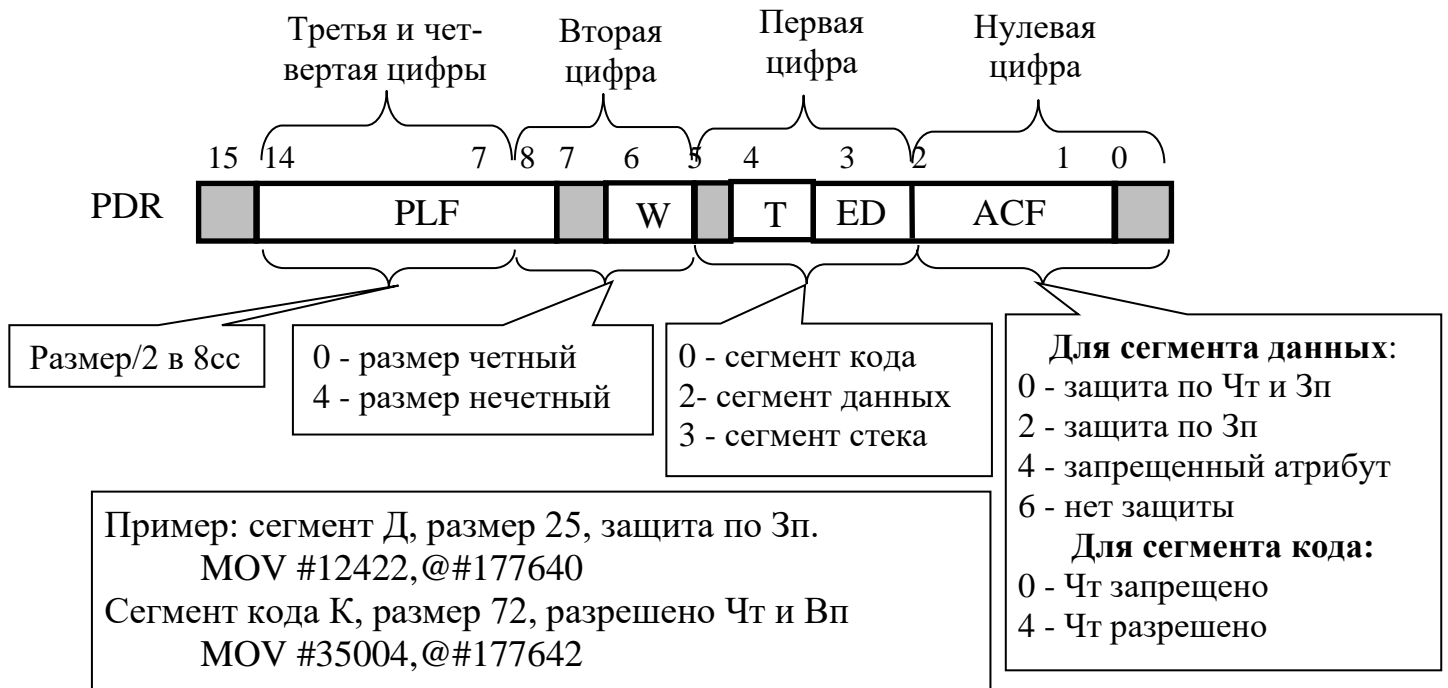 Третья и чет-
вертая цифры
Вторая
цифра
Первая
цифра
Нулевая
цифра
15 14 7 8 7 6 5 4 3 2 1 0
PDR PLF W T ED ACF
Размер/2 в 8сс
0 - размер четный
4 - размер нечетный
0 - сегмент кода
2- сегмент данных
3 - сегмент стека
Для сегмента данных:
0 - защита по Чт и Зп
2 - защита по Зп
4 - запрещенный атрибут
6 - нет защиты
Для сегмента кода:
0 - Чт запрещено
4 - Чт разрешено
Пример: сегмент Д, размер 25, защита по Зп.
MOV #12422,@#177640
Сегмент кода К, размер 72, разрешено Чт и Вп
MOV #35004,@#177642